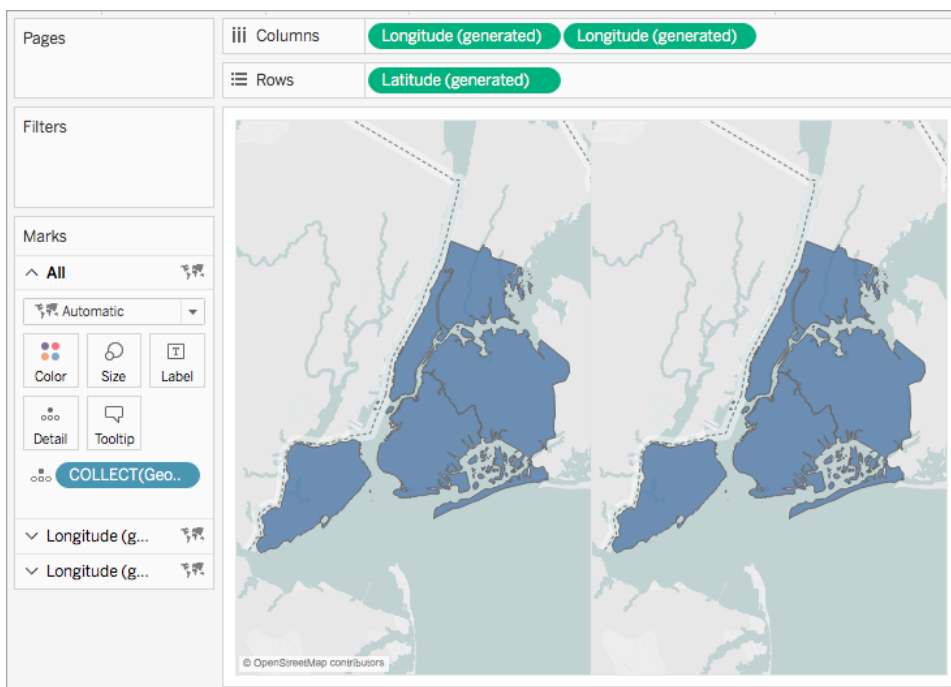 Pages
Columns
Longitude (generated)
Longitude (generated)
Rows
Latitude (generated)
Filters
Marks
All
Automatic
Color
Size
T
Label
Detail
Tooltip
COLLECT(Geo..
Longitude (g...
Longitude (g...
© OpenStreetMap contributors